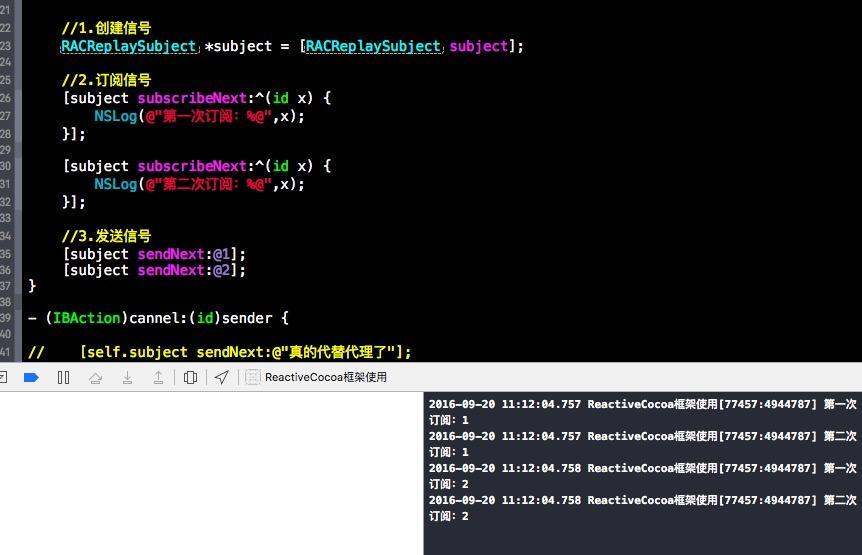 21
22 //1.创建信号
23 RACReplaySubject *subject = [RACReplaySubject subject];
24
25 //2.订阅信号
26 [subject subscribeNext:^(id x) {
27 NSLog(@"第一次订阅：%@",x);
28 }];
29
30 [subject subscribeNext:^(id x) {
31 NSLog(@"第二次订阅：%@",x);
32 }];
33
34 //3.发送信号
35 [subject sendNext:@1];
36 [subject sendNext:@2];
37 }
38
39 - (IBAction)cannel:(id)sender {
40
41 // [self.subject sendNext:@"真的代替代理了"];
ReactiveCocoa框架使用
2016-09-20 11:12:04.757 ReactiveCocoa框架使用[77457:4944787] 第一次
订阅：1
2016-09-20 11:12:04.757 ReactiveCocoa框架使用[77457:4944787] 第二次
订阅：1
2016-09-20 11:12:04.758 ReactiveCocoa框架使用[77457:4944787] 第一次
订阅：2
2016-09-20 11:12:04.758 ReactiveCocoa框架使用[77457:4944787] 第二次
订阅：2